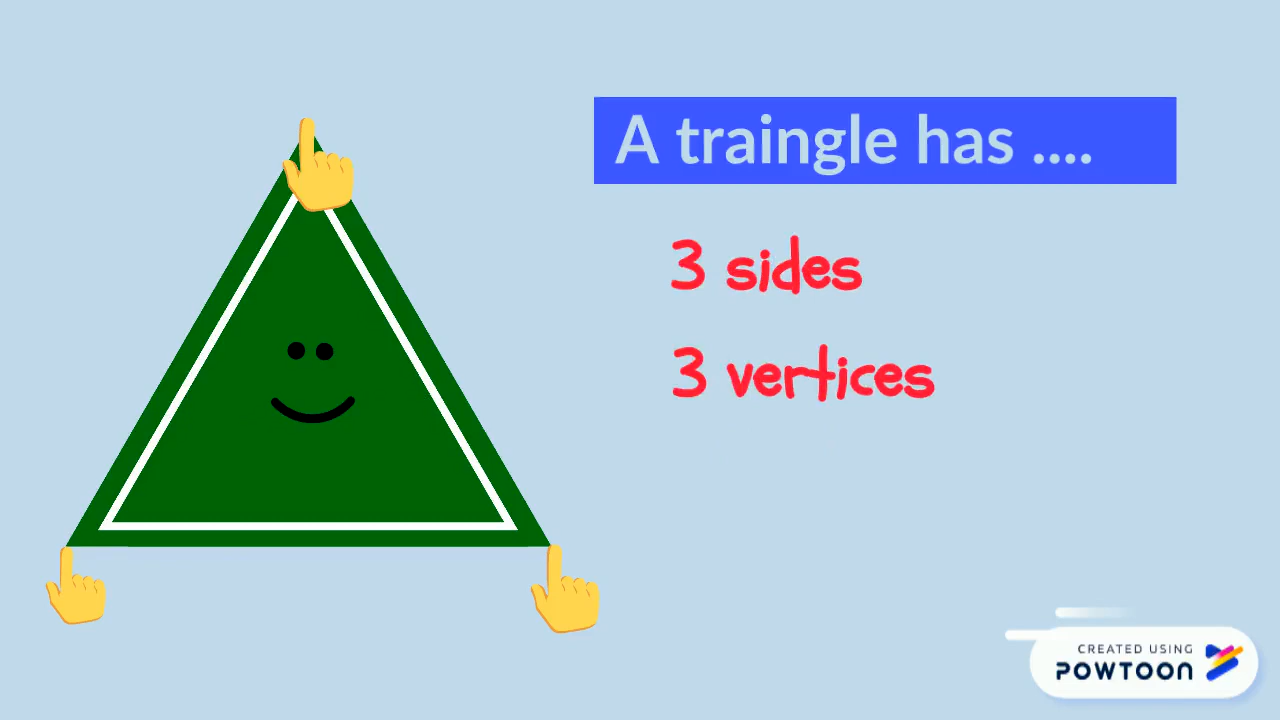 A traingle has ....
3 sides
3 vertices
CREATED USING
POWTOON